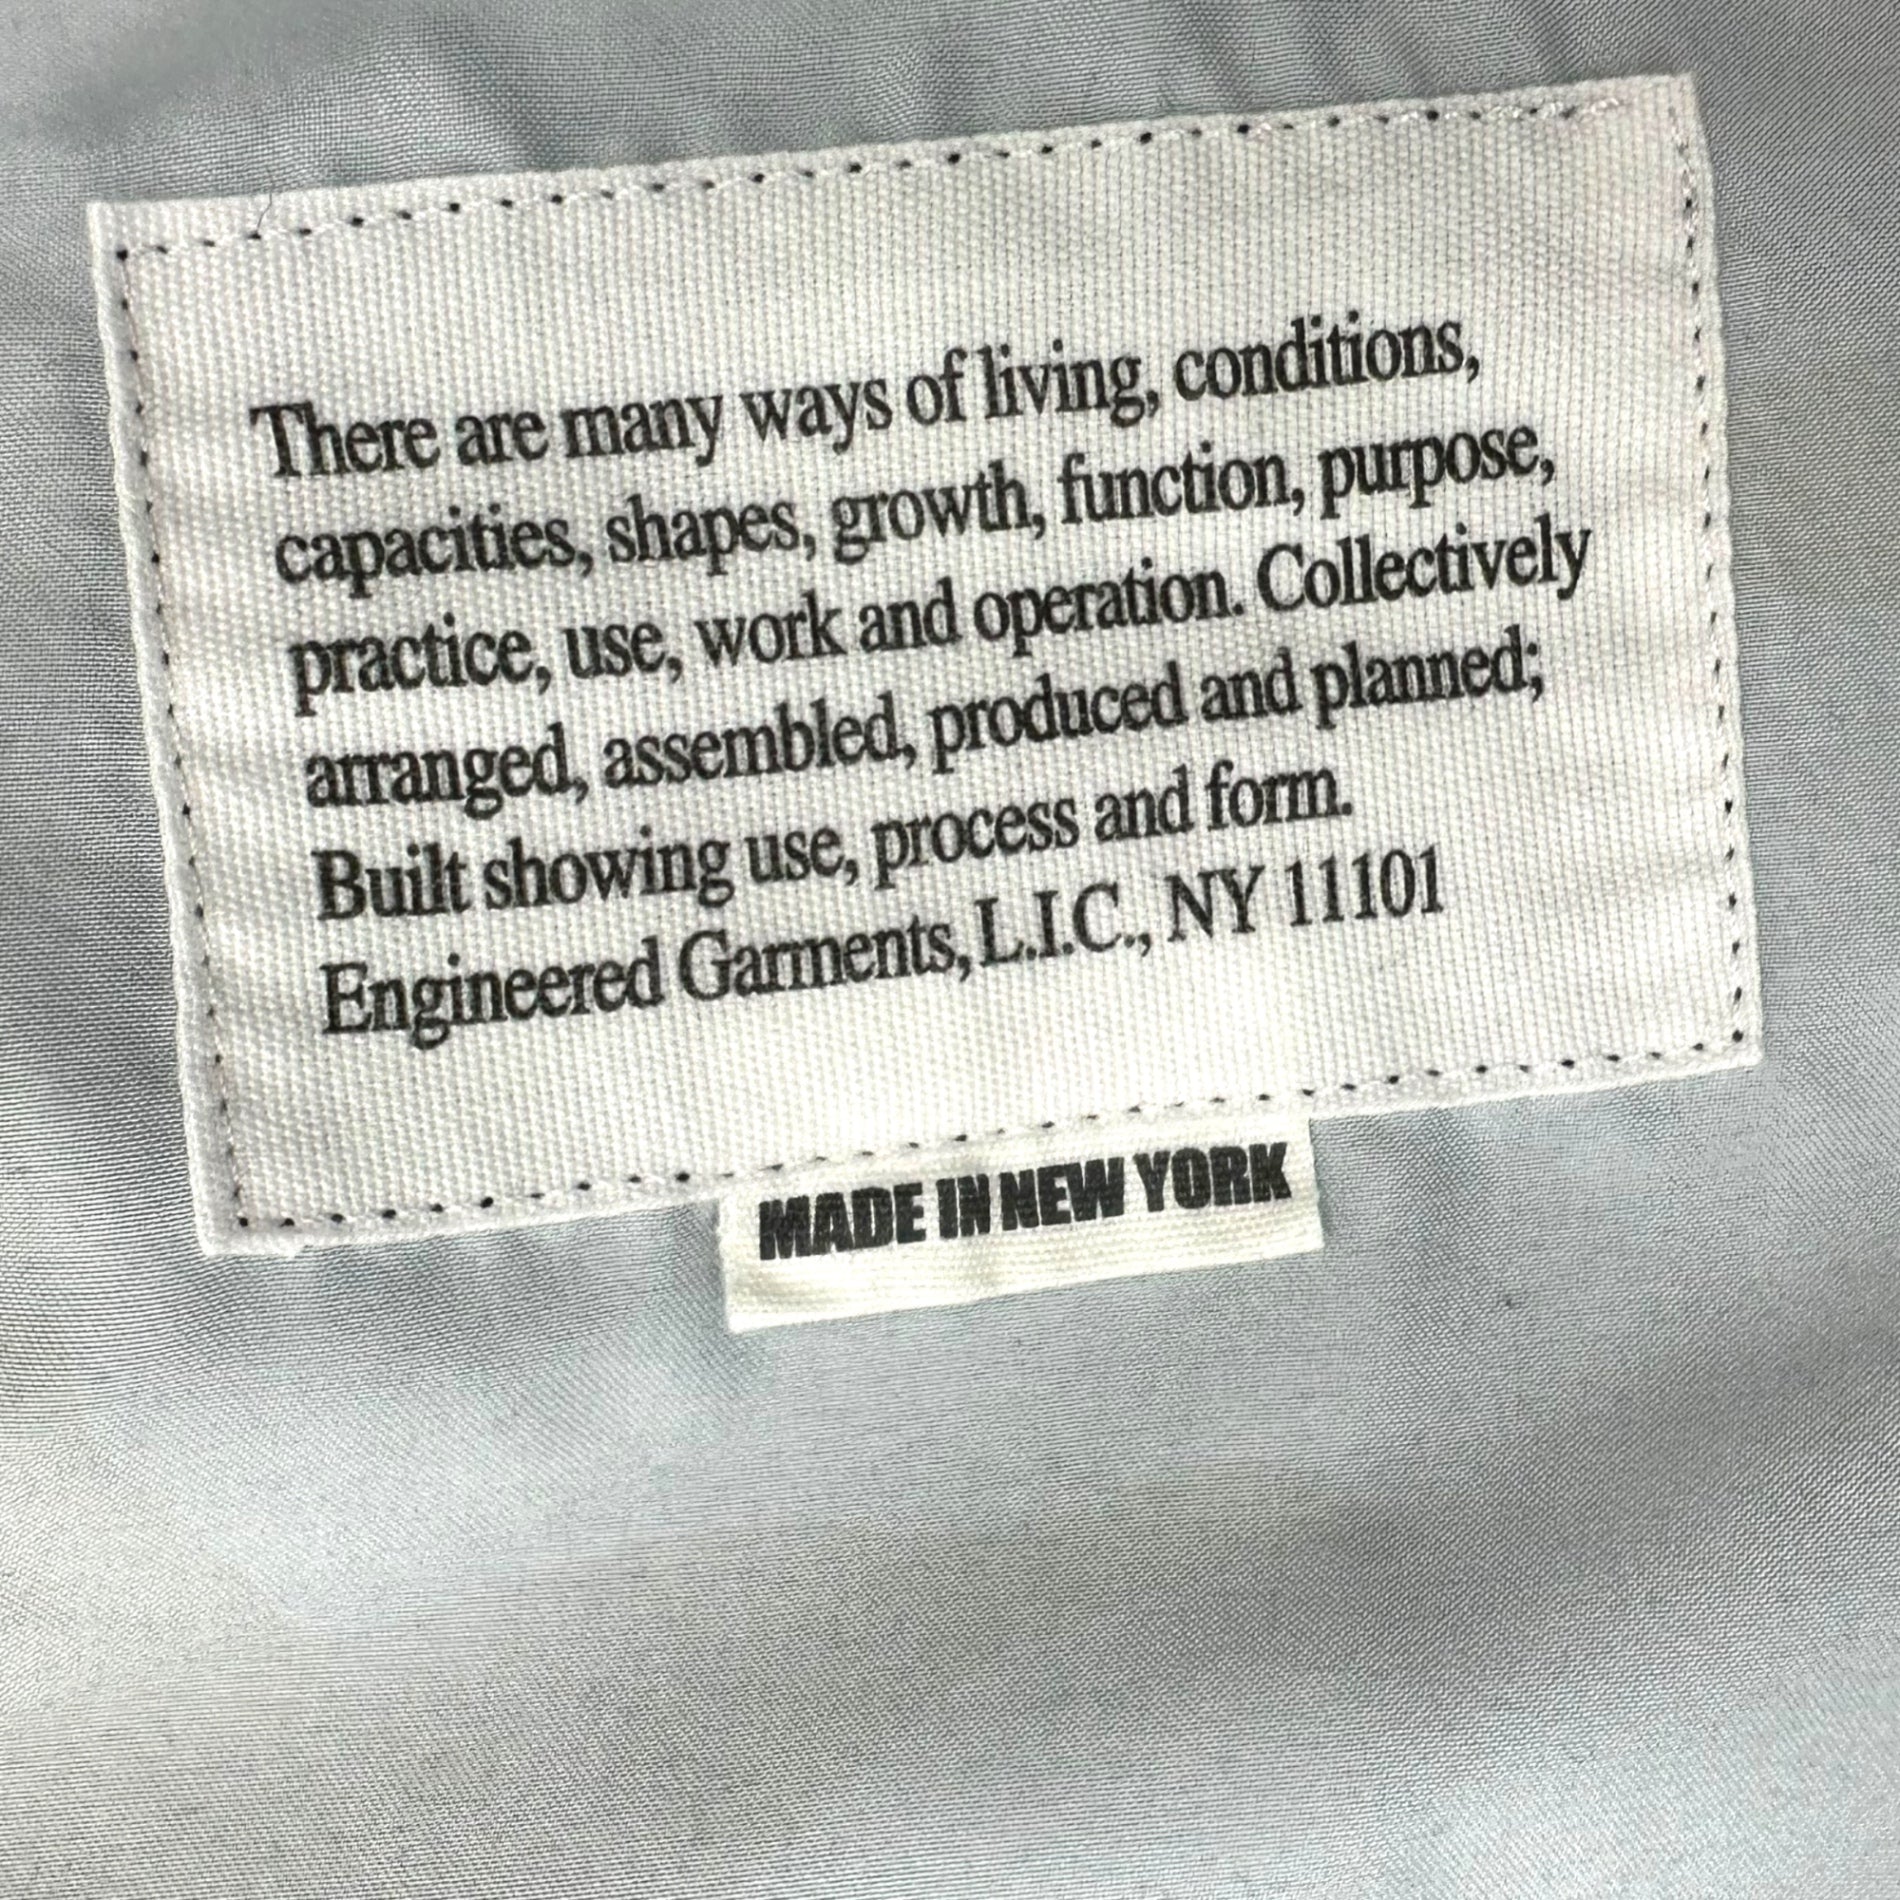 There are many ways of living, conditions,
capacities, shapes, growth, function, purpose,
practice, use, work and operation. Collectively
arranged, assembled, produced and planned;
Built showing use, process and form.
Engineered Garments, L.I.C., NY 11101
MADE IN NEW YORK